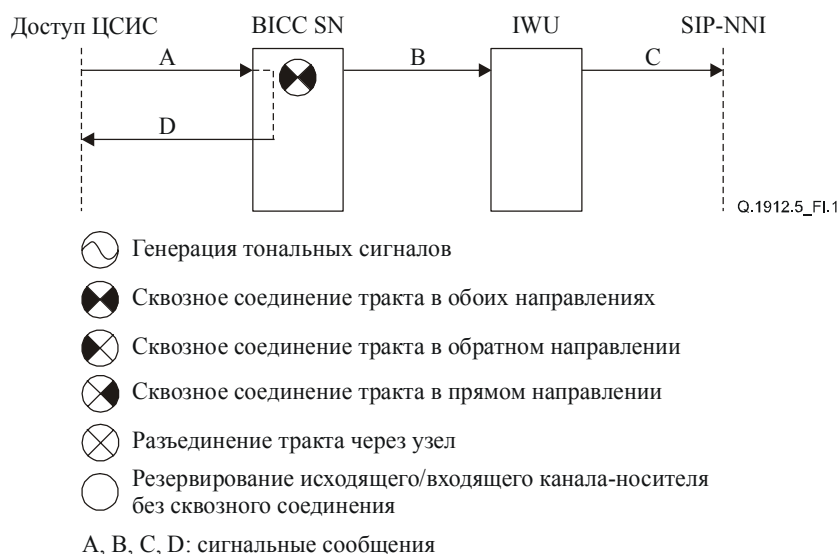 Доступ ЦСИС BICC SN IWU SIP-NNI
A B C
D
Q.1912.5_FI.1
Генерация тональных сигналов
Сквозное соединение тракта в обоих направлениях
Сквозное соединение тракта в обратном направлении
Сквозное соединение тракта в прямом направлении
Разъединение тракта через узел
Резервирование исходящего/входящего канала-носителя
без сквозного соединения
A, B, C, D: сигнальные сообщения